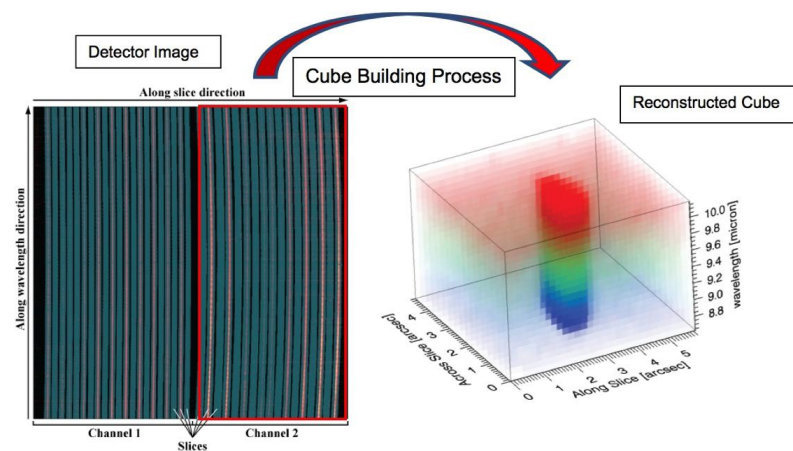 Detector Image
Cube Building Process
Reconstructed Cube
Along slice direction
Along wavelength direction
Channel 1
Channel 2
Slices
10.0
9.8
9.6
9.4
9.2
9.0
8.8
wavelength [micron]
4
3
2
1
0
Across Slice [arcsec]
0
1
2
3
4
5
Along Slice [arcsec]